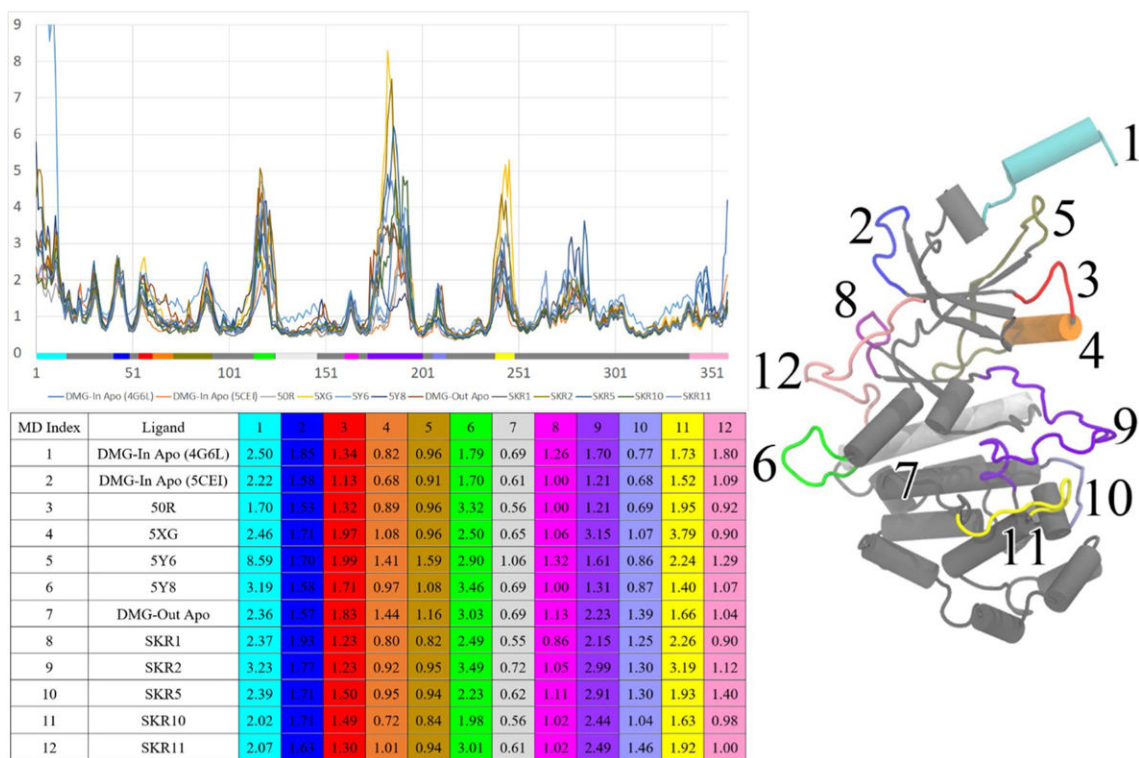 9
8
7
6
5
4
3
2
1
0
1 51 101 151 201 251 301 351
DMG-In Apo (4G6L) DMG-In Apo (5CEI) 50R 5XG 5Y6 5Y8 DMG-Out Apo SKR1 SKR2 SKR5 SKR10 SKR11
MD Index Ligand 1 2 3 4 5 6 7 8 9 10 11 12
1 DMG-In Apo (4G6L) 2.50 1.85 1.34 0.82 0.96 1.79 0.69 1.26 1.70 0.77 1.73 1.80
2 DMG-In Apo (5CEI) 2.22 1.58 1.13 0.68 0.91 1.70 0.61 1.00 1.21 0.68 1.52 1.09
3 50R 1.70 1.53 1.32 0.89 0.96 3.32 0.56 1.00 1.21 0.69 1.95 0.92
4 5XG 2.46 1.71 1.97 1.08 0.96 2.50 0.65 1.06 3.15 1.07 3.79 0.90
5 5Y6 8.59 1.70 1.99 1.41 1.59 2.90 1.06 1.32 1.61 0.86 2.24 1.29
6 5Y8 3.19 1.58 1.71 0.97 1.08 3.46 0.69 1.00 1.31 0.87 1.40 1.07
7 DMG-Out Apo 2.36 1.57 1.83 1.44 1.16 3.03 0.69 1.13 2.23 1.39 1.66 1.04
8 SKR1 2.37 1.93 1.23 0.80 0.82 2.49 0.55 0.86 2.15 1.25 2.26 0.90
9 SKR2 3.23 1.77 1.23 0.92 0.95 3.49 0.72 1.05 2.99 1.30 3.19 1.12
10 SKR5 2.39 1.71 1.50 0.95 0.94 2.23 0.62 1.11 2.91 1.30 1.93 1.40
11 SKR10 2.02 1.71 1.49 0.72 0.84 1.98 0.56 1.02 2.44 1.04 1.63 0.98
12 SKR11 2.07 1.63 1.30 1.01 0.94 3.01 0.61 1.02 2.49 1.46 1.92 1.00
1
2
5
3
8
4
12
9
6
7
10
11